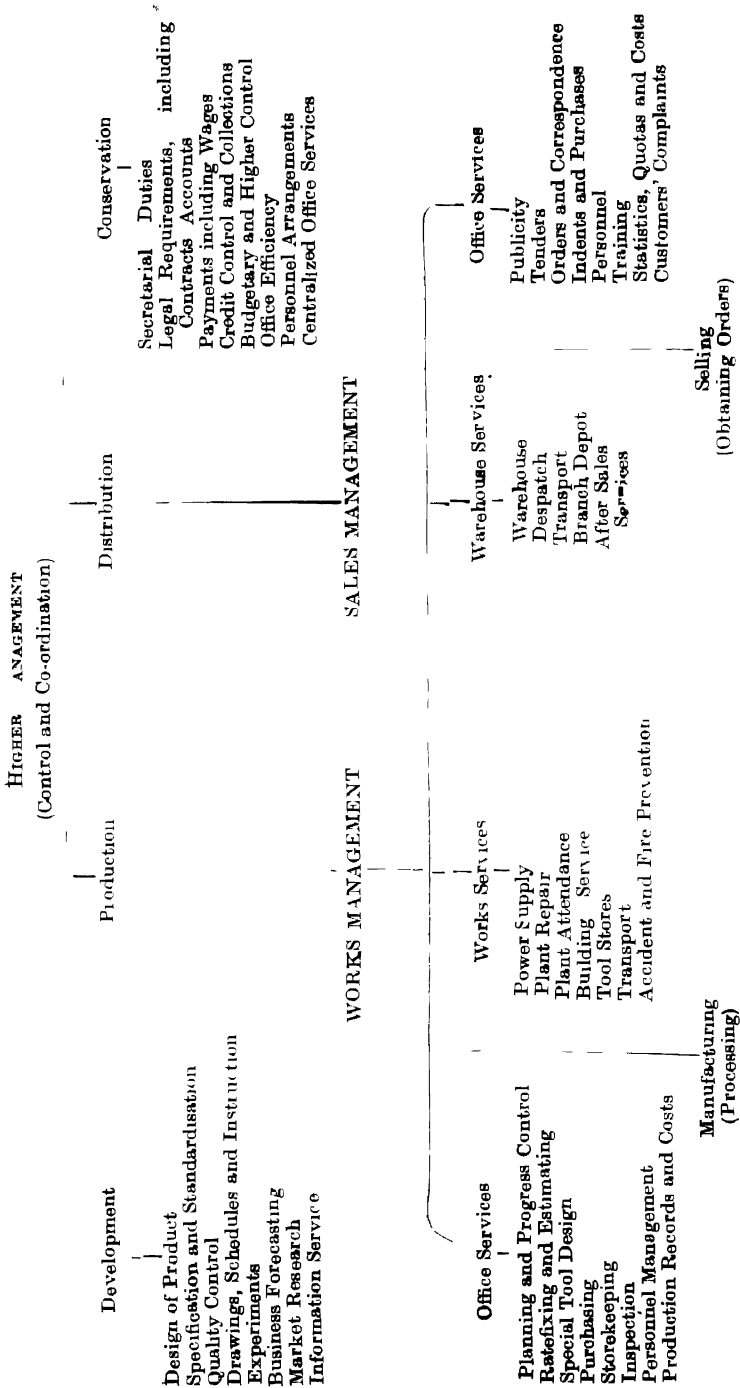 HIGHER ANAGEMENT
(Control and Co-ordination)
Development
Production
Distribution
Conservation
Design of Product
Specification and Standardisation
Quality Control
Drawings, Schedules and Instruction
Experiments
Business Forecasting
Market Research
Information Service
Secretarial Duties
Legal Requirements, including
Contracts Accounts
Payments including Wages
Credit Control and Collections
Budgetary and Higher Control
Office Efficiency
Personnel Arrangements
Centralized Office Services
WORKS MANAGEMENT
SALES MANAGEMENT
Office Services
Works Services
Warehouse Services
Office Services
Planning and Progress Control
Ratefixing and Estimating
Special Tool Design
Purchasing
Storekeeping
Inspection
Personnel Management
Production Records and Costs
Power Supply
Plant Repair
Plant Attendance
Building Service
Tool Stores
Transport
Accident and Fire Prevention
Warehouse
Despatch
Transport
Branch Depot
After Sales
Services
Publicity
Tenders
Orders and Correspondence
Indents and Purchases
Personnel
Training
Statistics, Quotas and Costs
Customers' Complaints
Manufacturing
(Processing)
Selling
(Obtaining Orders)